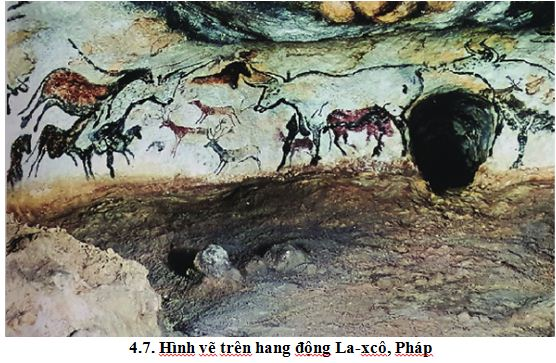 4.7. Hình vẽ trên hang động La-xcô, Pháp